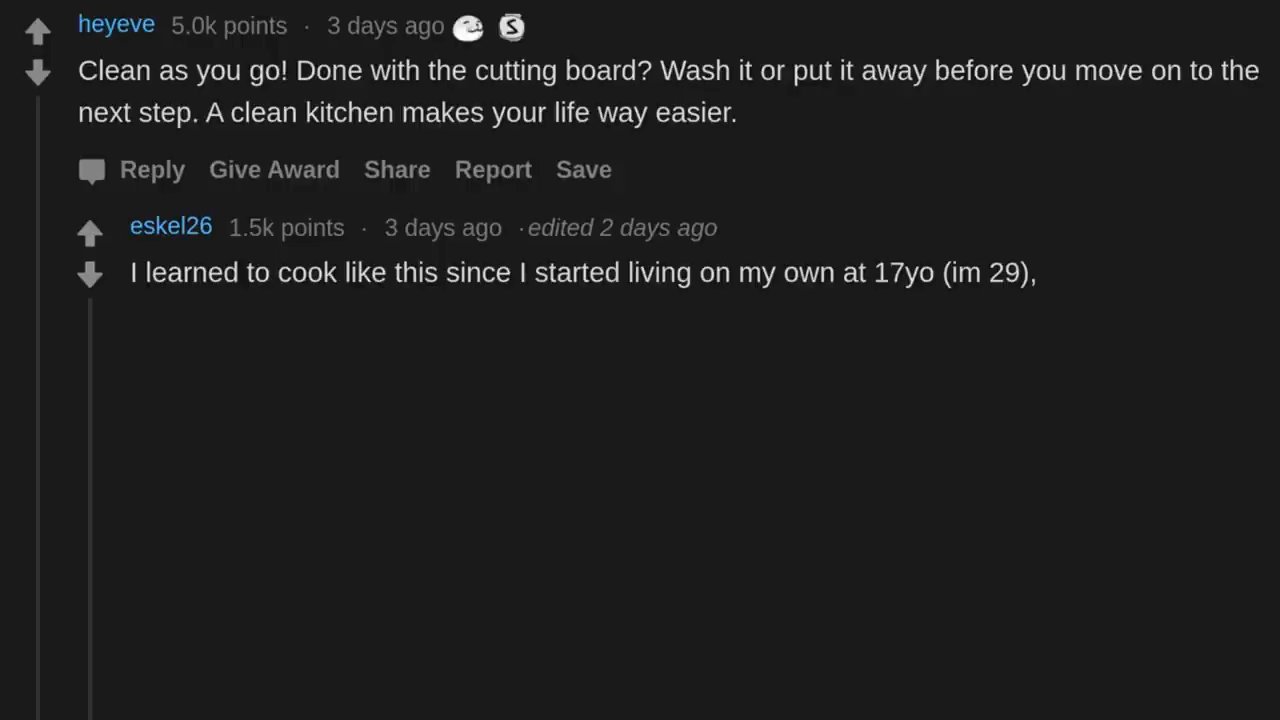 heyeve 5.0k points · 3 days ago S
Clean as you go! Done with the cutting board? Wash it or put it away before you move on to the
next step. A clean kitchen makes your life way easier.
Reply Give Award Share Report Save
eskel26 1.5k points · 3 days ago ·edited 2 days ago
I learned to cook like this since I started living on my own at 17yo (im 29),